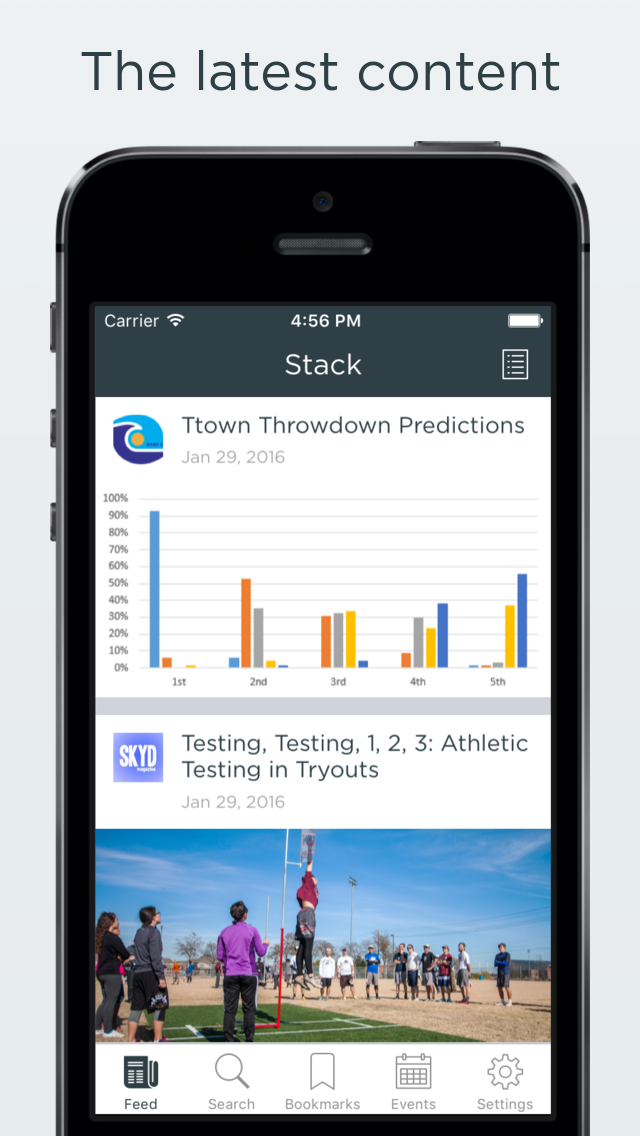 The latest content
Carrier 4:56 PM
Stack
Ttown Throwdown Predictions
Jan 29, 2016
100%
90%
80%
70%
60%
50%
40%
30%
20%
10%
0%
1st 2nd 3rd 4th 5th
SKYD
magazine
Testing, Testing, 1, 2, 3: Athletic
Testing in Tryouts
Jan 29, 2016
Feed Search Bookmarks Events Settings